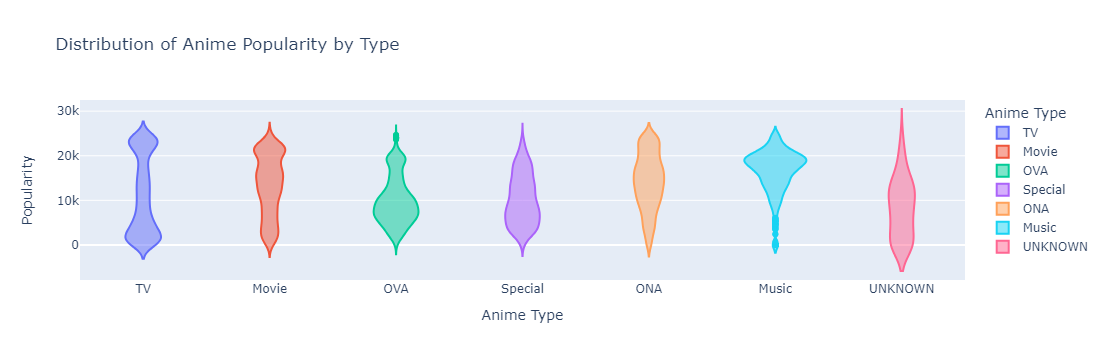 Distribution of Anime Popularity by Type
Anime Type
TV
Movie
OVA
Special
ONA
Music
UNKNOWN
Popularity
30k
20k
10k
0
TV Movie OVA Special ONA Music UNKNOWN
Anime Type